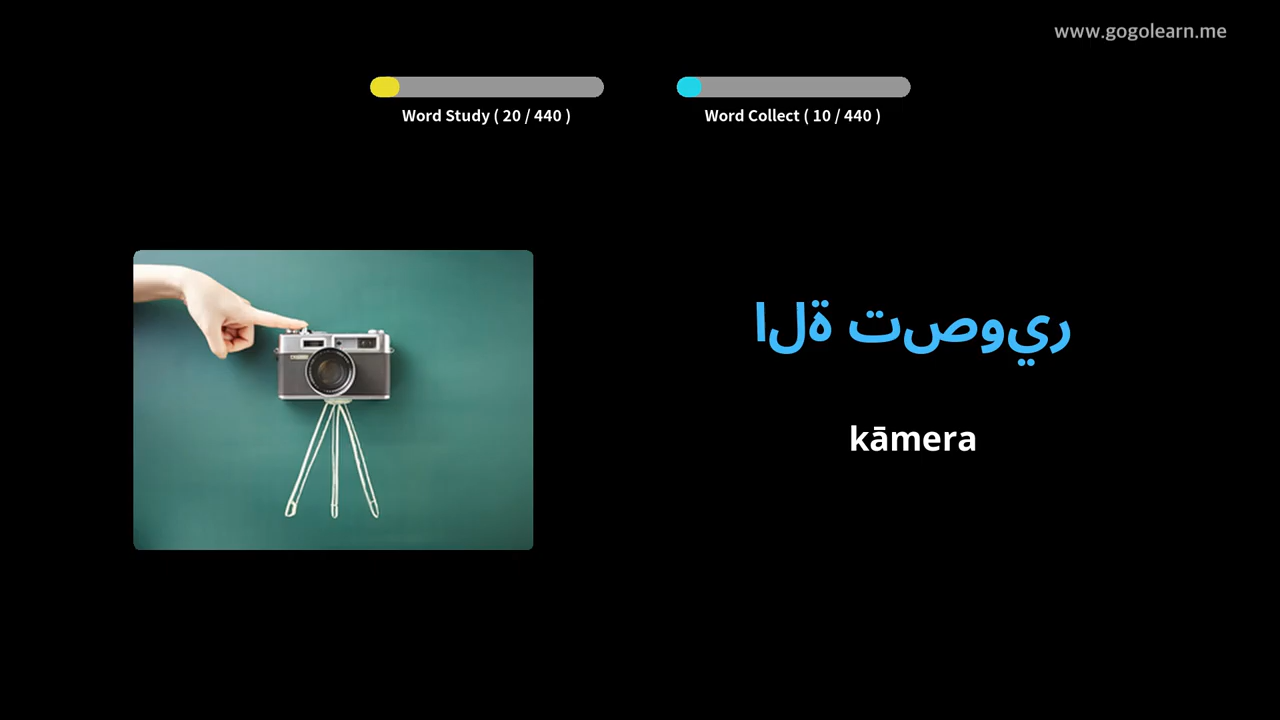 www.gogolearn.me
Word Study ( 20 / 440 )
Word Collect ( 10 / 440 )
الة تصوير
kāmera